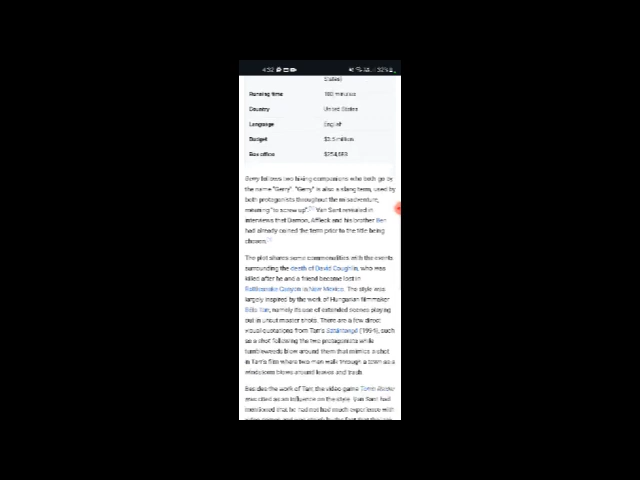 4:52
States)
Running time 103 minutes
Country United States
Language English
Budget $3.5 million
Box office
Gerry follows two hiking companions who both go by
the name "Gerry". "Gerry" is also a slang term, used by
both protagonists throughout the misadventure,
meaning "to screw up". Van Sant revealed in
interviews that Damon, Affleck and his brother Ben
had already coined the term prior to the title being
chosen.
The plot shares some commonalities with the events
surrounding the death of David Coughlin, who was
killed after he and a friend became lost in
Rattlesnake Canyon in New Mexico. The style was
largely inspired by the work of Hungarian filmmaker
Béla Tarr, namely its use of extended scenes playing
out in uncut master shots. There are a few direct
visual quotations from Tarr's Sátántangó (1994), such
as a shot following the two protagonists while
tumbleweeds blow around them that mimics a shot
in Tarr's film where two men walk through a town as a
windstorm blows around leaves and trash.
Besides the work of Tarr, the video game Tomb Raider
was cited as an influence on the style. Van Sant had
mentioned that he had not had much experience with